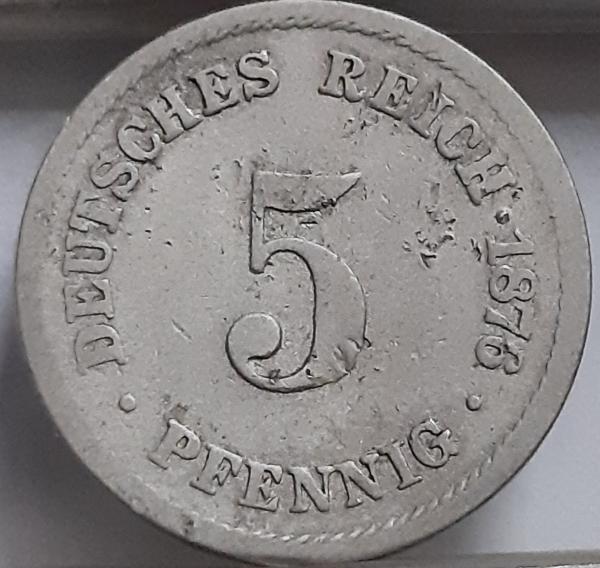 DEUTSCHES REICH · 1876 ·
5
· PFENNIG